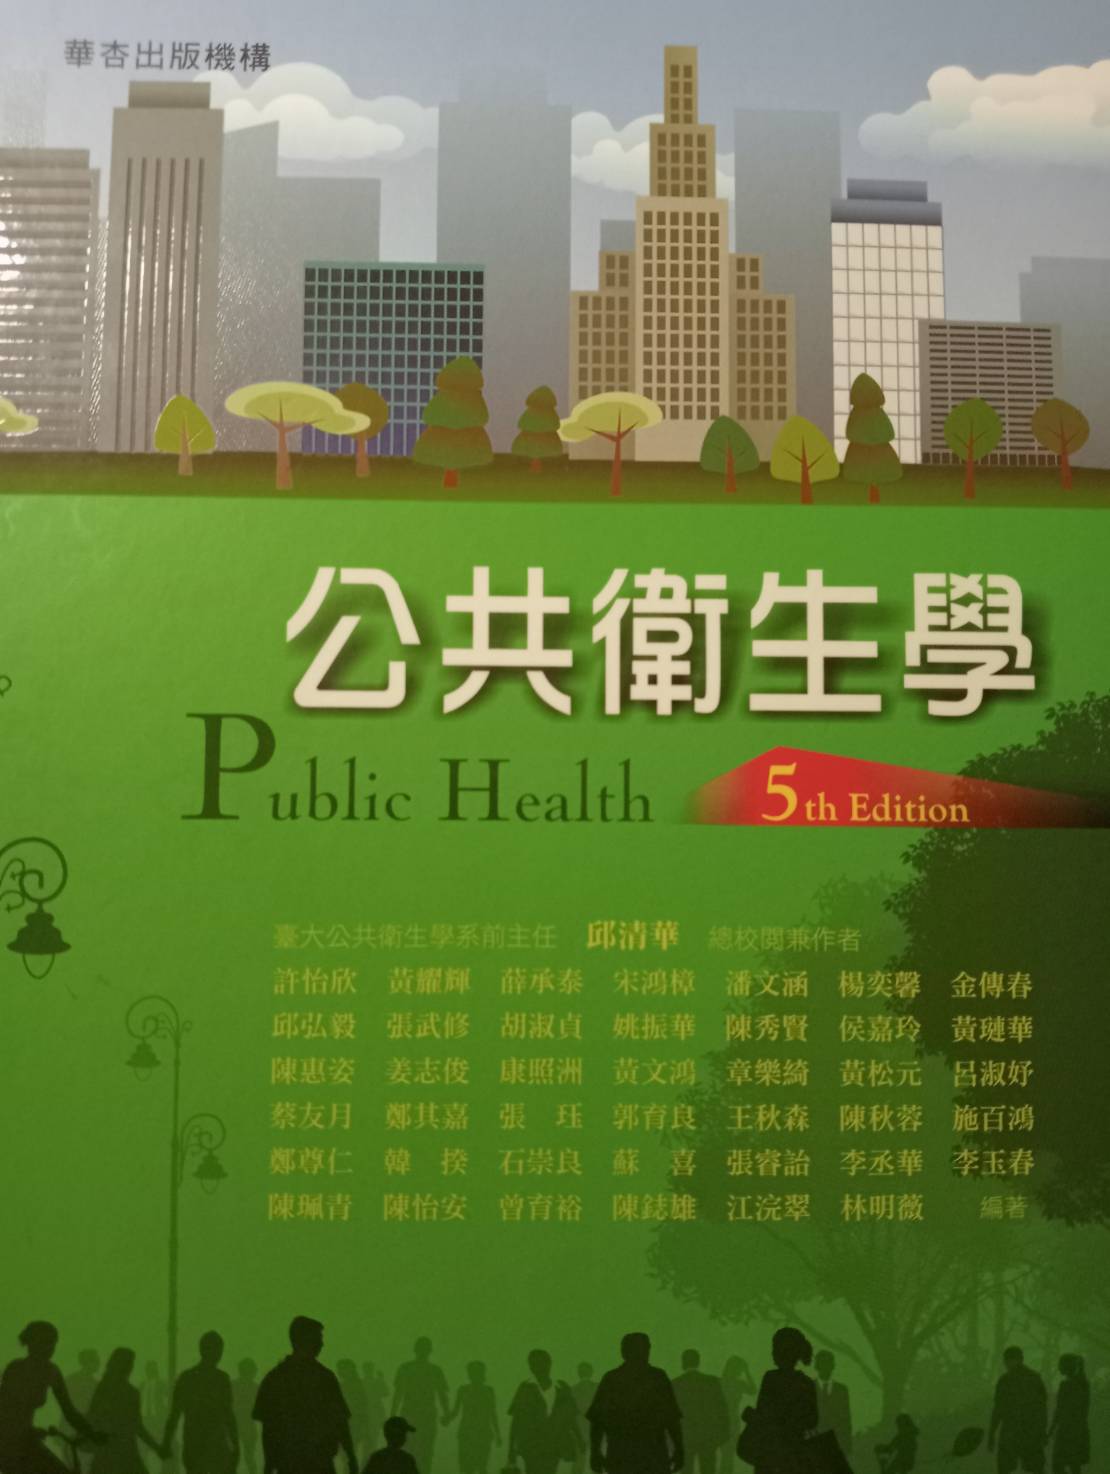 華杏出版機構
公共衛生學
Public Health 5th Edition
臺大公共衛生學系前主任 邱清華 總校閱兼作者
許怡欣 黃耀輝 薛承泰 宋鴻樟 潘文涵 楊奕馨 金傳春
邱弘毅 張武修 胡淑貞 姚振華 陳秀賢 侯嘉玲 黃璉華
陳惠姿 姜志俊 康照洲 黃文鴻 章樂綺 黃松元 呂淑妤
蔡友月 鄭其嘉 張 珏 郭育良 王秋森 陳秋蓉 施百鴻
鄭尊仁 韓 揆 石崇良 蘇 喜 張睿詒 李丞華 李玉春
陳珮青 陳怡安 曾育裕 陳鋕雄 江浣翠 林明薇 編著